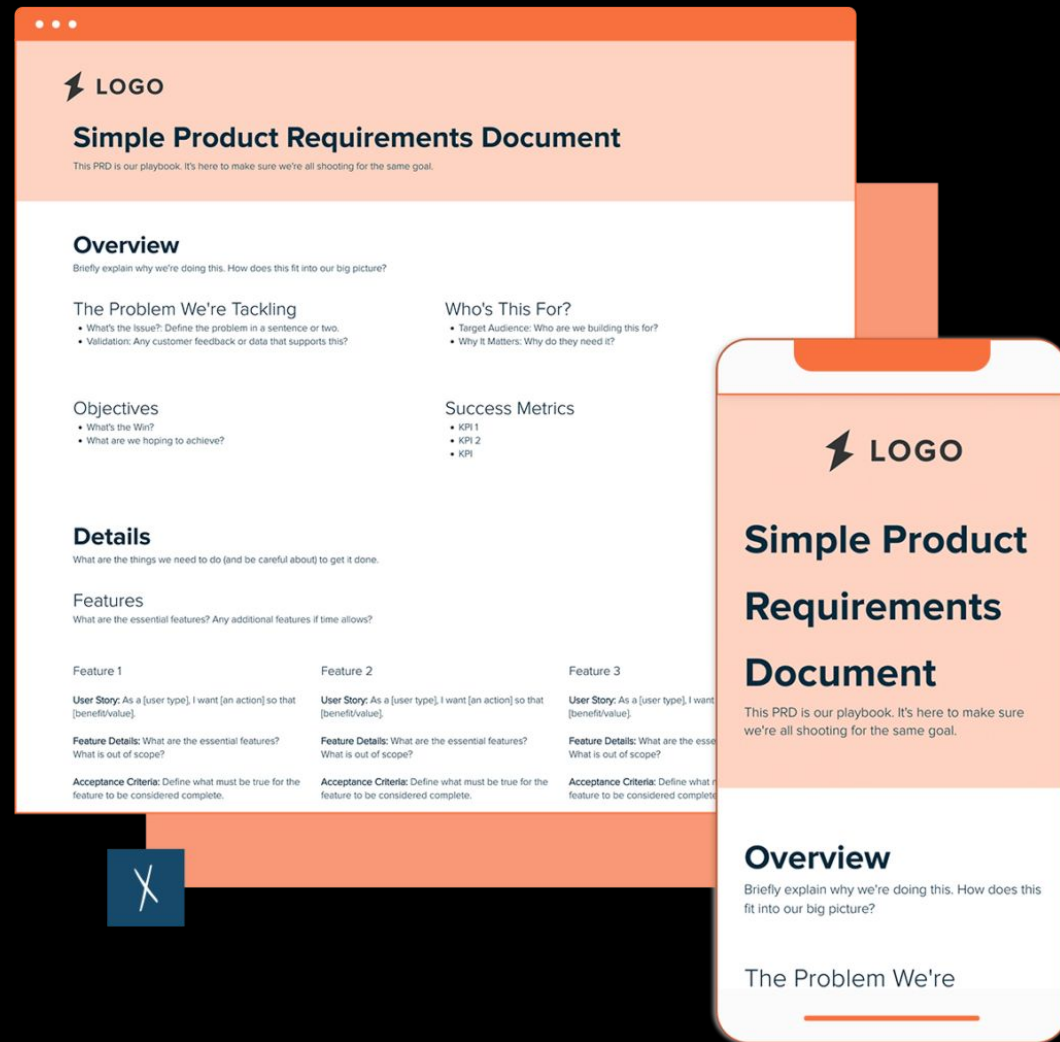 LOGO
Simple Product Requirements Document
This PRD is our playbook. It's here to make sure we're all shooting for the same goal.
Overview
Briefly explain why we're doing this. How does this fit into our big picture?
The Problem We're Tackling
• What's the Issue?: Define the problem in a sentence or two.
• Validation: Any customer feedback or data that supports this?
Who's This For?
• Target Audience: Who are we building this for?
• Why It Matters: Why do they need it?
Objectives
• What's the Win?
• What are we hoping to achieve?
Success Metrics
• KPI 1
• KPI 2
• KPI
Details
What are the things we need to do (and be careful about) to get it done.
Features
What are the essential features? Any additional features if time allows?
Feature 1
User Story: As a [user type], I want [an action] so that
[benefit/value].
Feature Details: What are the essential features?
What is out of scope?
Acceptance Criteria: Define what must be true for the
feature to be considered complete.
Feature 2
User Story: As a [user type], I want [an action] so that
[benefit/value].
Feature Details: What are the essential features?
What is out of scope?
Acceptance Criteria: Define what must be true for the
feature to be considered complete.
Feature 3
User Story: As a [user type], I want
[benefit/value].
Feature Details: What are the esse
What is out of scope?
Acceptance Criteria: Define what
feature to be considered complete
LOGO
Simple Product
Requirements
Document
This PRD is our playbook. It's here to make sure
we're all shooting for the same goal.
Overview
Briefly explain why we're doing this. How does this
fit into our big picture?
The Problem We're